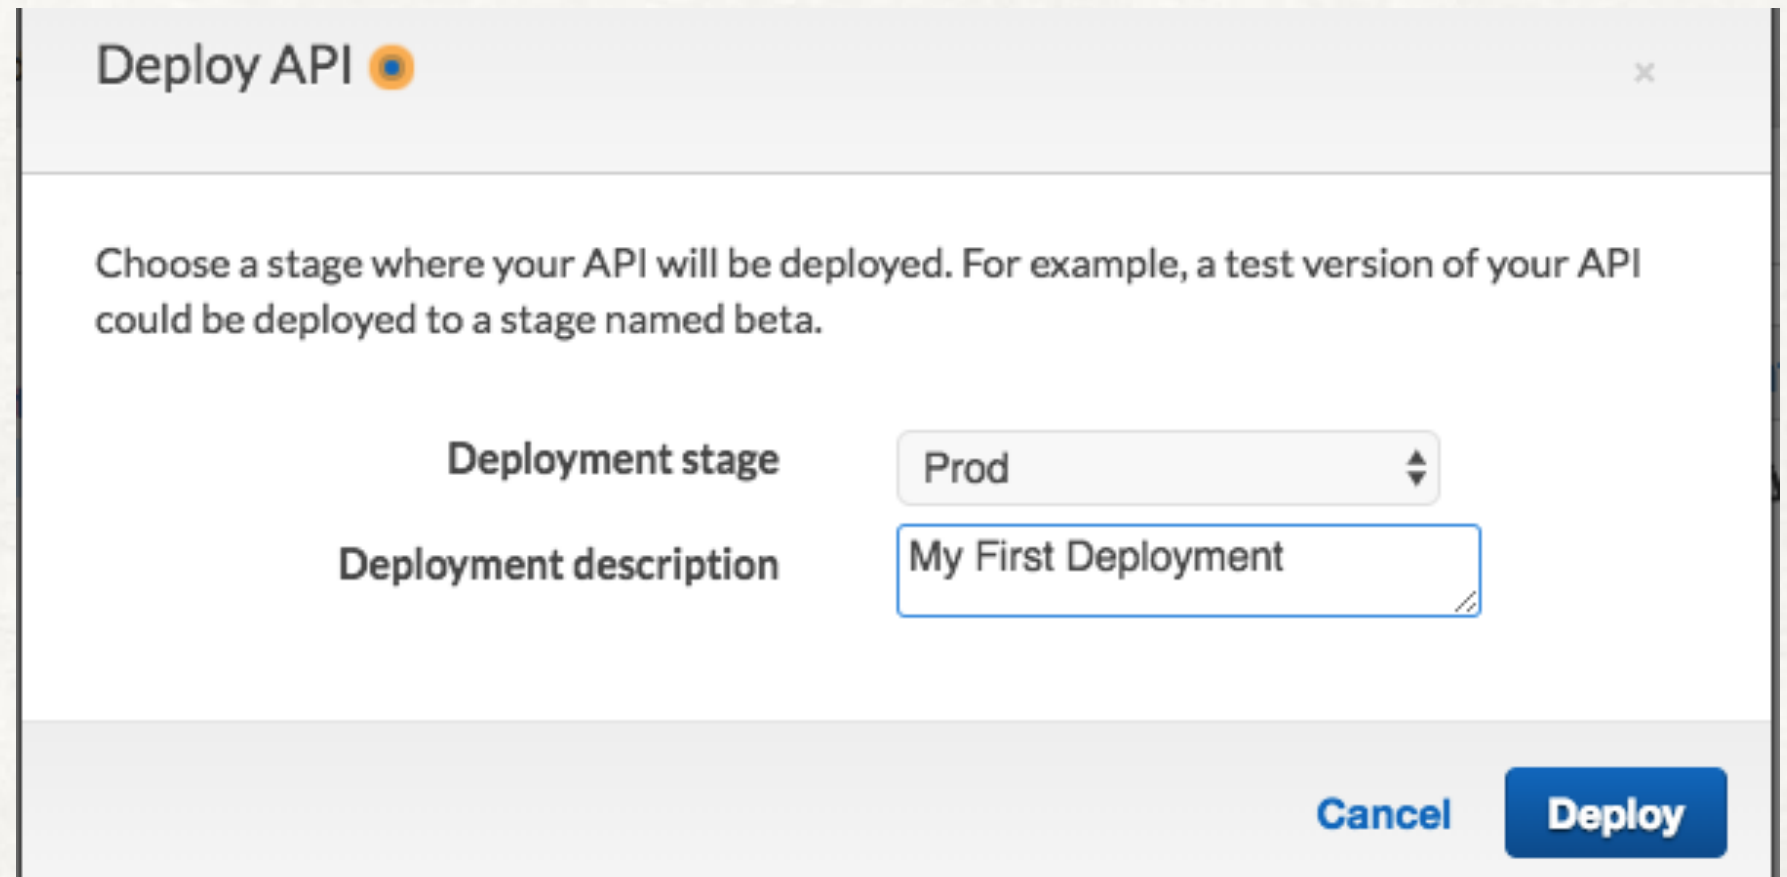 Deploy API
×
Choose a stage where your API will be deployed. For example, a test version of your API
could be deployed to a stage named beta.
Deployment stage
Prod
Deployment description
My First Deployment
Cancel
Deploy